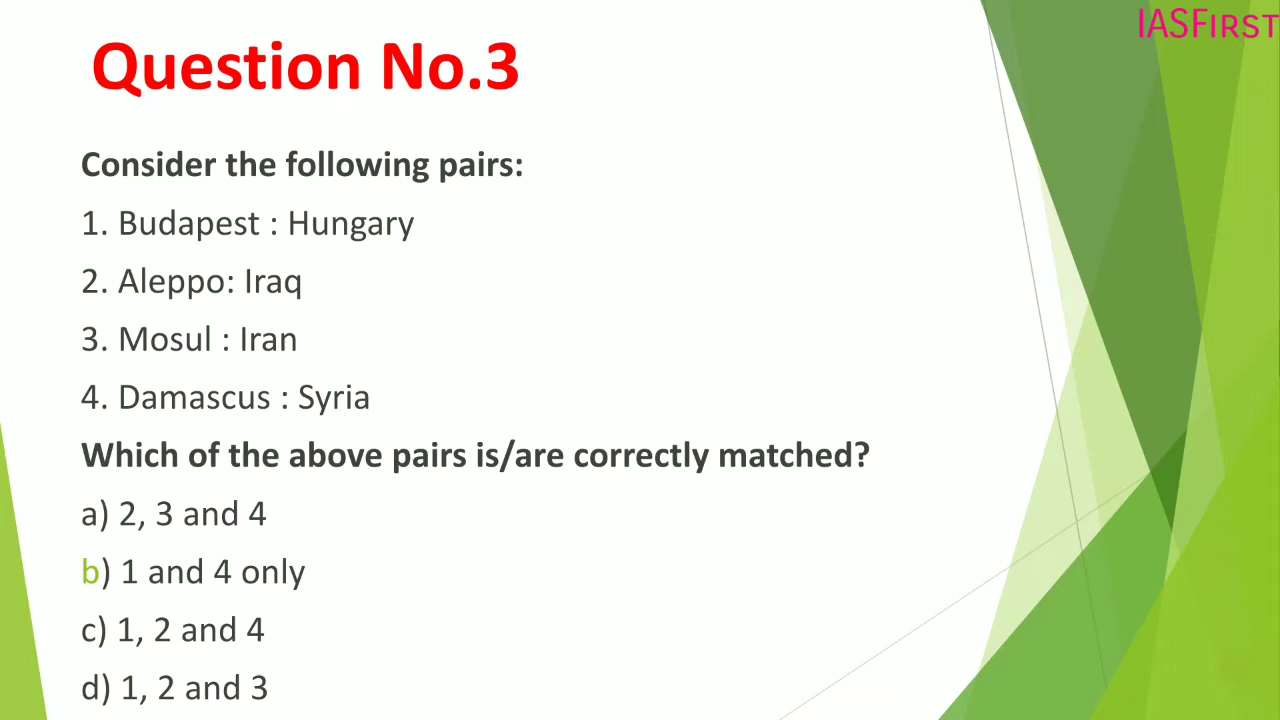 IASFIRST
Question No.3
Consider the following pairs:
1. Budapest : Hungary
2. Aleppo: Iraq
3. Mosul : Iran
4. Damascus : Syria
Which of the above pairs is/are correctly matched?
a) 2, 3 and 4
b) 1 and 4 only
c) 1, 2 and 4
d) 1, 2 and 3